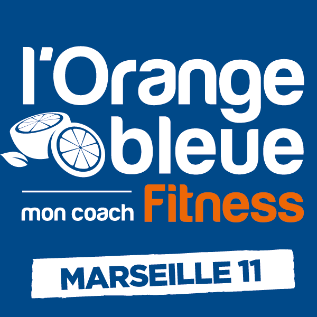 l'Orange
bleue
mon coach Fitness
MARSEILLE 11